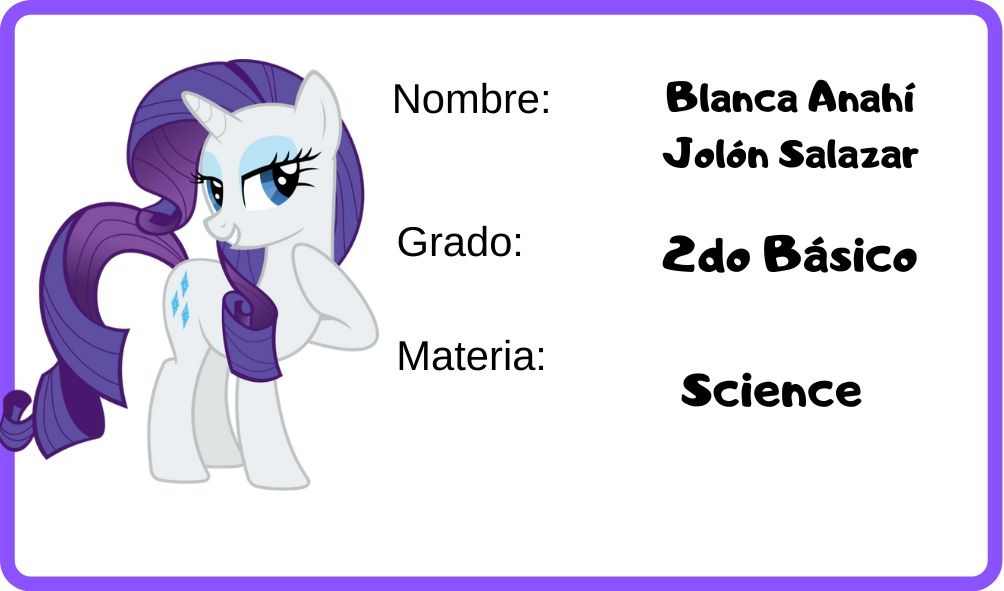 Nombre: Blanca Anahí
Jolón Salazar
Grado: 2do Básico
Materia: Science